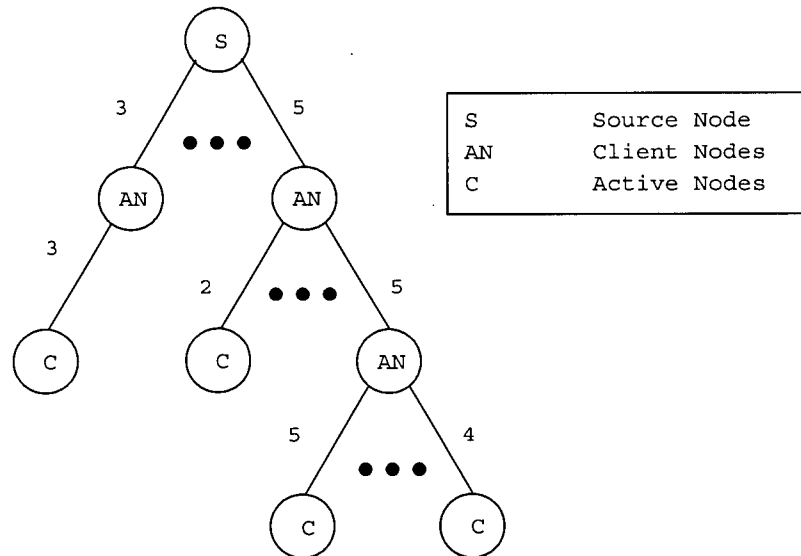 S
3
5
S Source Node
AN Client Nodes
C Active Nodes
AN
AN
3
2
5
C
C
AN
5
4
C
C